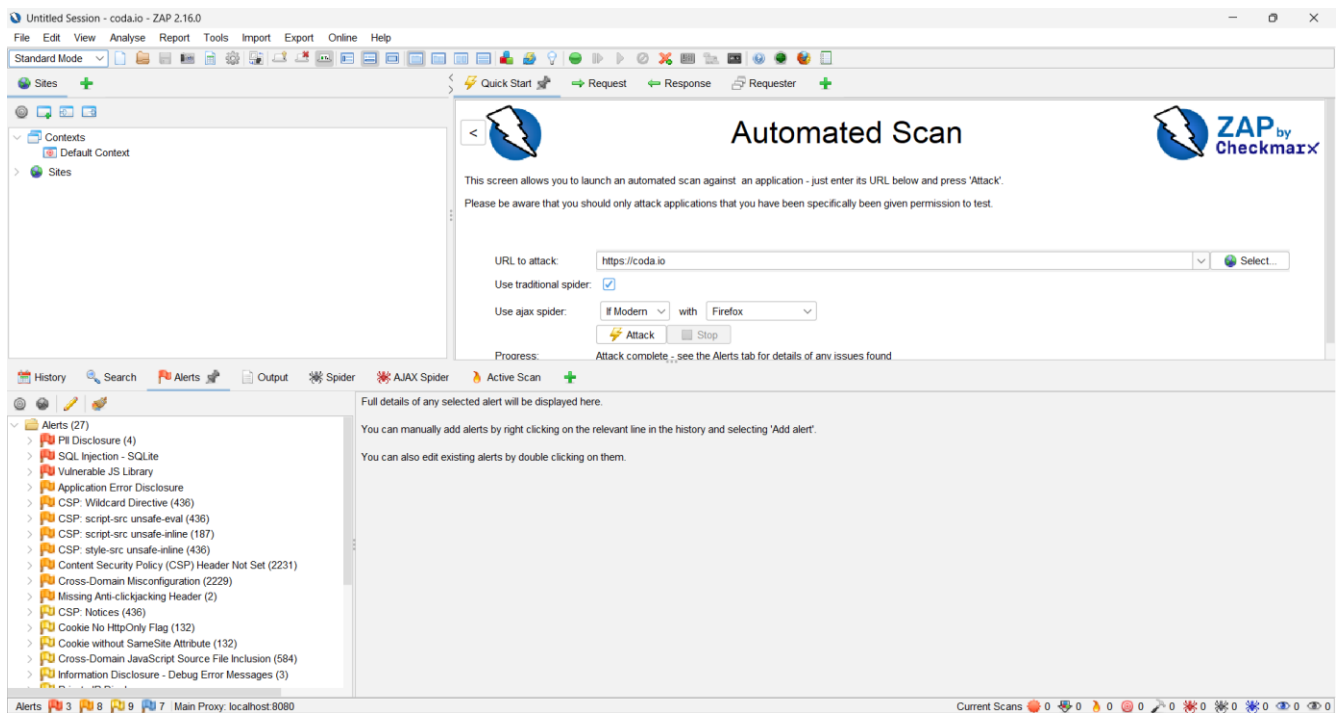 Untitled Session - coda.io - ZAP 2.16.0
File Edit View Analyse Report Tools Import Export Online Help
Standard Mode
Sites
Quick Start Request Response Requester
Contexts
Default Context
Sites
<
Automated Scan
ZAP by
Checkmarx
This screen allows you to launch an automated scan against an application - just enter its URL below and press 'Attack'.
Please be aware that you should only attack applications that you have been specifically been given permission to test.
URL to attack: https://coda.io Select...
Use traditional spider:
Use ajax spider: If Modern with Firefox
Attack Stop
Progress: Attack complete - see the Alerts tab for details of any issues found
History Search Alerts Output Spider AJAX Spider Active Scan
Alerts (27)
PII Disclosure (4)
SQL Injection - SQLite
Vulnerable JS Library
Application Error Disclosure
CSP: Wildcard Directive (436)
CSP: script-src unsafe-eval (436)
CSP: script-src unsafe-inline (187)
CSP: style-src unsafe-inline (436)
Content Security Policy (CSP) Header Not Set (2231)
Cross-Domain Misconfiguration (2229)
Missing Anti-clickjacking Header (2)
CSP: Notices (436)
Cookie No HttpOnly Flag (132)
Cookie without SameSite Attribute (132)
Cross-Domain JavaScript Source File Inclusion (584)
Information Disclosure - Debug Error Messages (3)
Full details of any selected alert will be displayed here.
You can manually add alerts by right clicking on the relevant line in the history and selecting 'Add alert'.
You can also edit existing alerts by double clicking on them.
Alerts 3 8 9 7 Main Proxy: localhost:8080
Current Scans 0 0 0 0 0 0 0 0 0 0